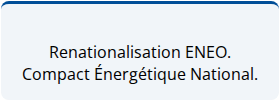 Renationalisation ENEO.
Compact Énergétique National.